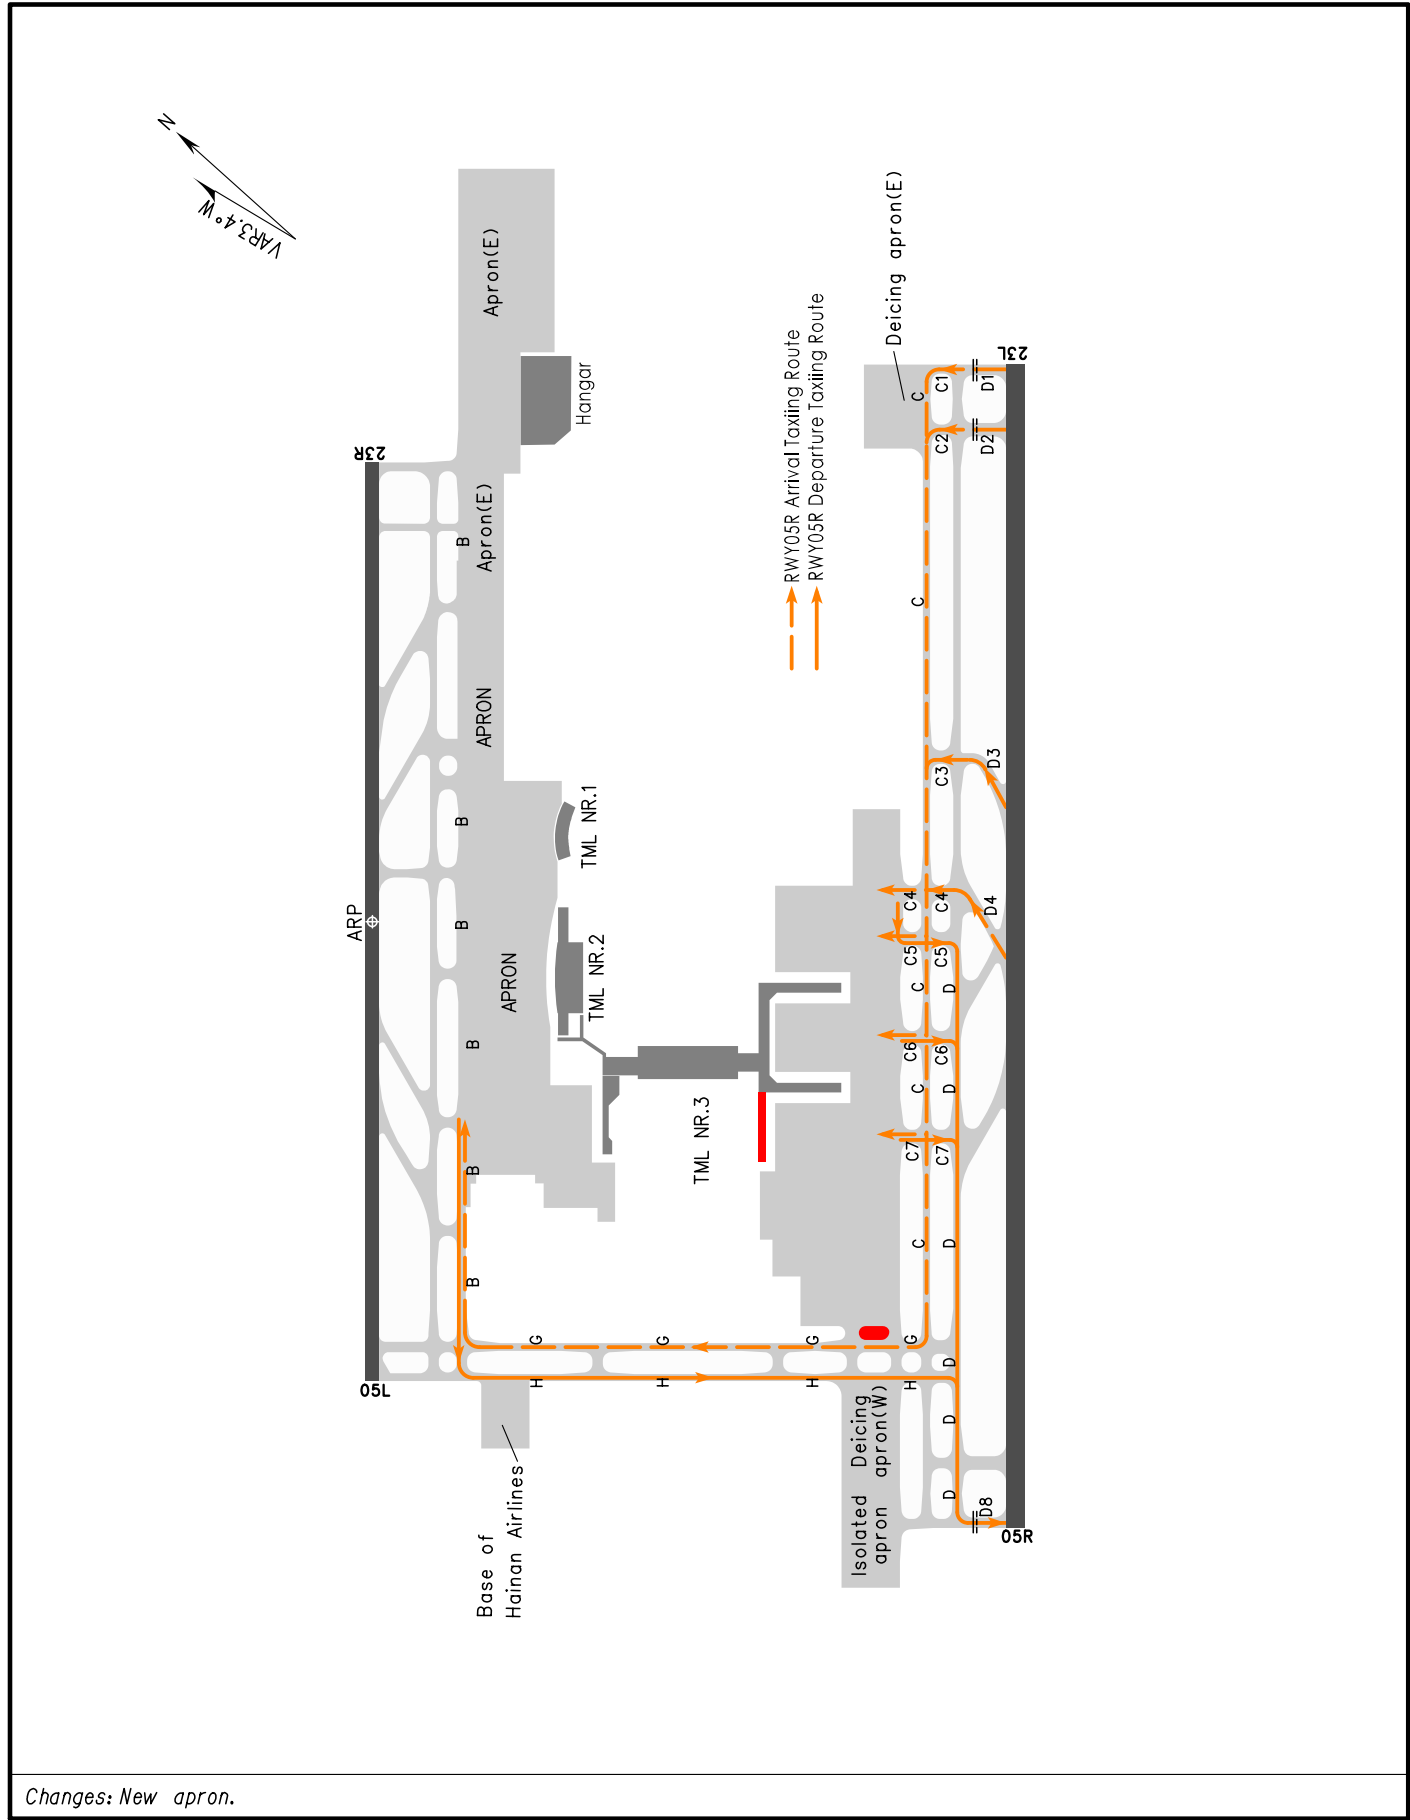 N
VAR3.4°W
Apron(E)
Deicing apron(E)
Hangar
RWY05R Arrival Taxiing Route
RWY05R Departure Taxiing Route
23L
C1
D1
C
C2
D2
23R
B
Apron(E)
C
APRON
D3
C3
B
TML NR.1
C4
C4
D4
ARP
B
APRON
TML NR.2
C5
C5
C
D
B
C6
C6
C
D
TML NR.3
B
C7
C7
C
D
B
G
G
G
G
D
05L
H
H
H
H
D
Base of
Hainan Airlines
Isolated apron
Deicing apron(W)
D
D8
05R
Changes: New apron.